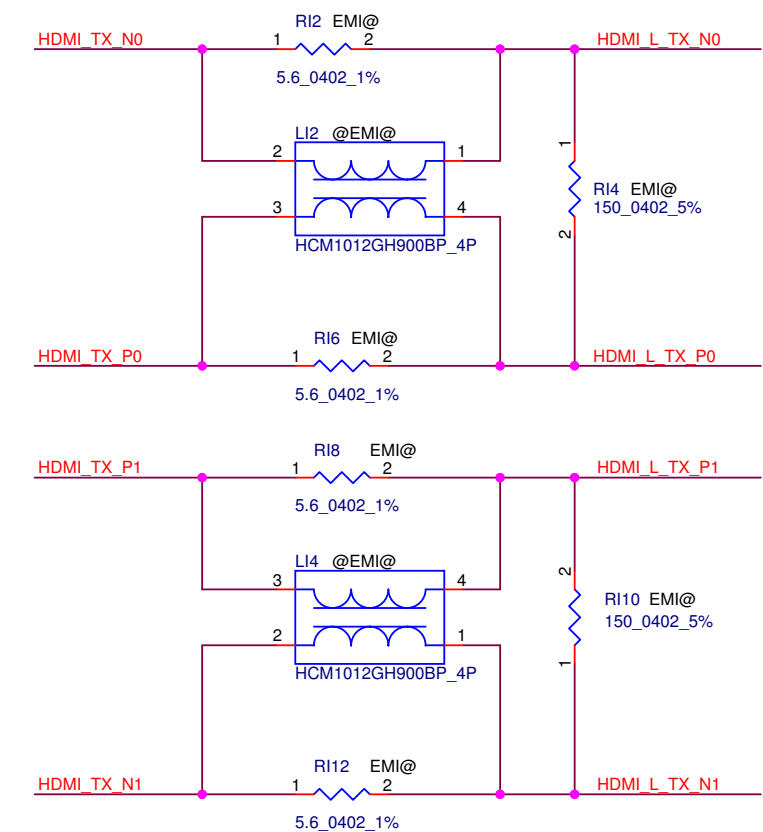 RI2 EMI@
HDMI_TX_N0 1 2 HDMI_L_TX_N0
5.6_0402_1%
LI2 @EMI@
2 1 1
3 4
RI4 EMI@
150_0402_5%
2
HCM1012GH900BP_4P
RI6 EMI@
HDMI_TX_P0 1 2 HDMI_L_TX_P0
5.6_0402_1%
RI8 EMI@
HDMI_TX_P1 1 2 HDMI_L_TX_P1
5.6_0402_1%
LI4 @EMI@
3 4 2
RI10 EMI@
150_0402_5%
2 1 1
HCM1012GH900BP_4P
RI12 EMI@
HDMI_TX_N1 1 2 HDMI_L_TX_N1
5.6_0402_1%